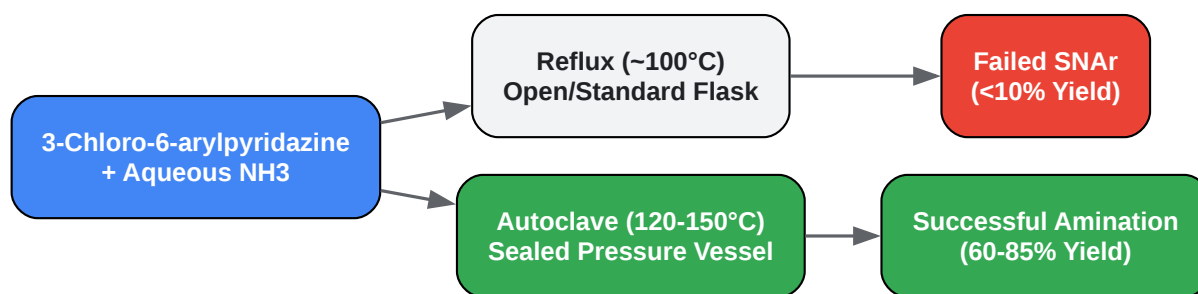 3-Chloro-6-arylpyridazine
+ Aqueous NH3
Reflux (~100°C)
Open/Standard Flask
Failed SNAr
(<10% Yield)
Autoclave (120-150°C)
Sealed Pressure Vessel
Successful Amination
(60-85% Yield)